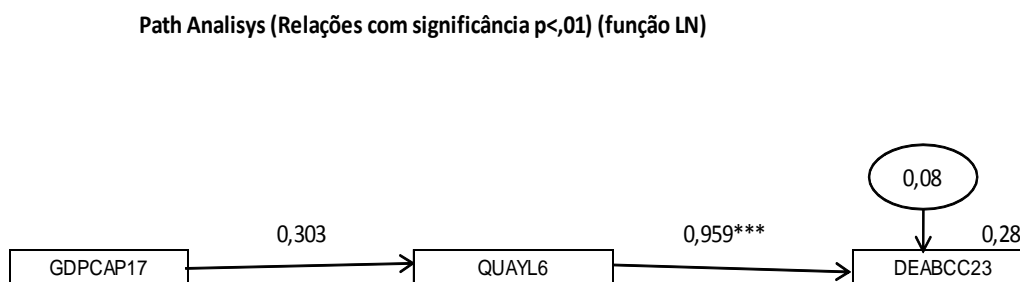 Path Analisys (Relações com significância p<,01) (função LN)
0,08
0,303
0,959***
0,28
GDPCAP17
QUAYL6
DEABCC23